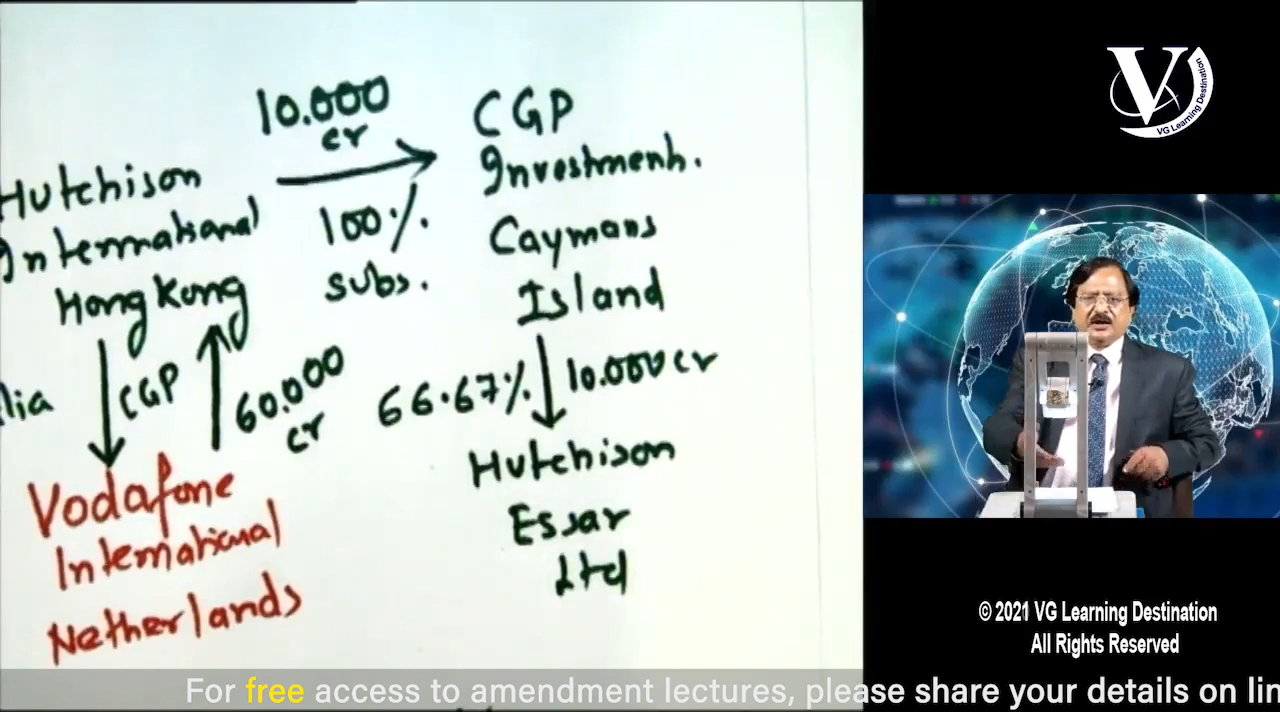 10.000
cr
Hutchison
International
Hong Kong
100%
subs.
CGP
Investment.
Caymans
Island
CGP
60.000
cr
66.67%
10.000 cr
Vodafone
International
Netherlands
Hutchison
Essar
Ltd
V
VG Learning Destination
© 2021 VG Learning Destination
All Rights Reserved
For free access to amendment lectures, please share your details on lin